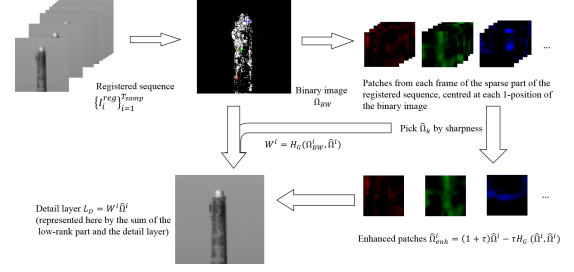 Registered sequence
{I_i^{reg}}_{i=1}^{T_{samp}}
Binary image
Ω_{BW}
Patches from each frame of the sparse part of the
registered sequence, centred at each 1-position of
the binary image
...
W^i = H_G(Ω_{BW}^i, Ω̂^i)
Pick Ω̂_k by sharpness
Detail layer L_D = W^i Ω̂^i
(represented here by the sum of the
low-rank part and the detail layer)
...
Enhanced patches Ω̂_{enh}^i = (1 + τ)Ω̂^i − τH_G (Ω̂^i, Ω̂^i)